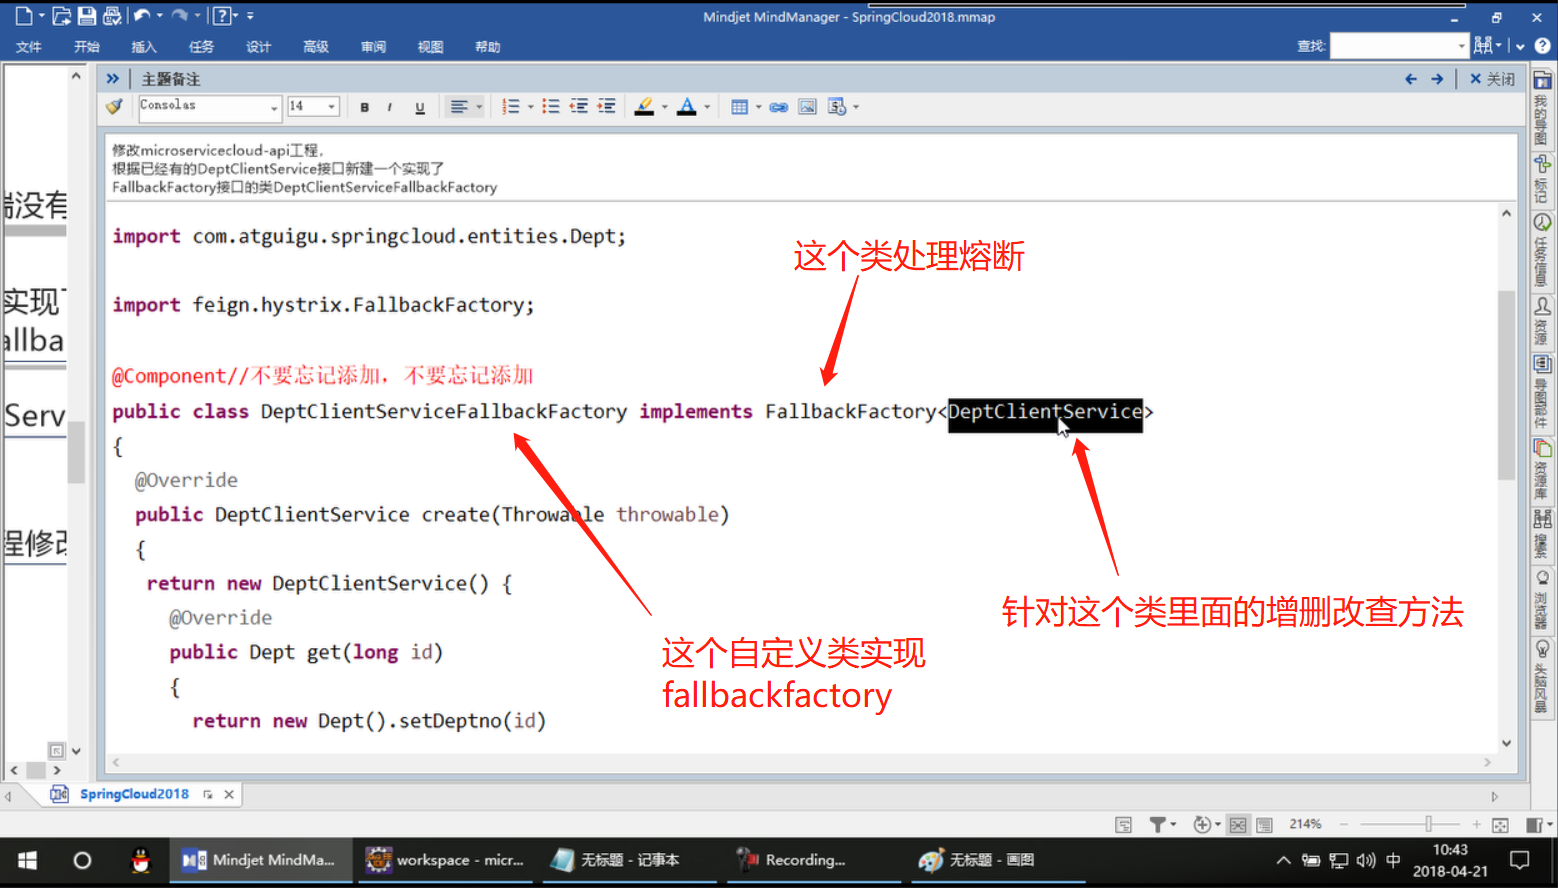 Mindjet MindManager - SpringCloud2018.mmap
文件 开始 插入 任务 设计 高级 审阅 视图 帮助
查找:
主题备注
关闭
Consolas 14 B I U
修改microservicecloud-api工程,
根据已经有的DeptClientService接口新建一个实现了
FallbackFactory接口的类DeptClientServiceFallbackFactory
import com.atguigu.springcloud.entities.Dept;
这个类处理熔断
import feign.hystrix.FallbackFactory;
@Component//不要忘记添加，不要忘记添加
public class DeptClientServiceFallbackFactory implements FallbackFactory<DeptClientService>
{
@Override
public DeptClientService create(Throwable throwable)
{
return new DeptClientService() {
针对这个类里面的增删改查方法
@Override
public Dept get(long id)
这个自定义类实现
fallbackfactory
{
return new Dept().setDeptno(id)
没有
实现
allba
Serv
程修改
我的导图
标记
任务信息
资源
导图部件
资源库
搜索
浏览器
头脑风暴
SpringCloud2018
214%
Mindjet MindMa...
workspace - micr...
无标题 - 记事本
Recording...
无标题 - 画图
中
10:43
2018-04-21